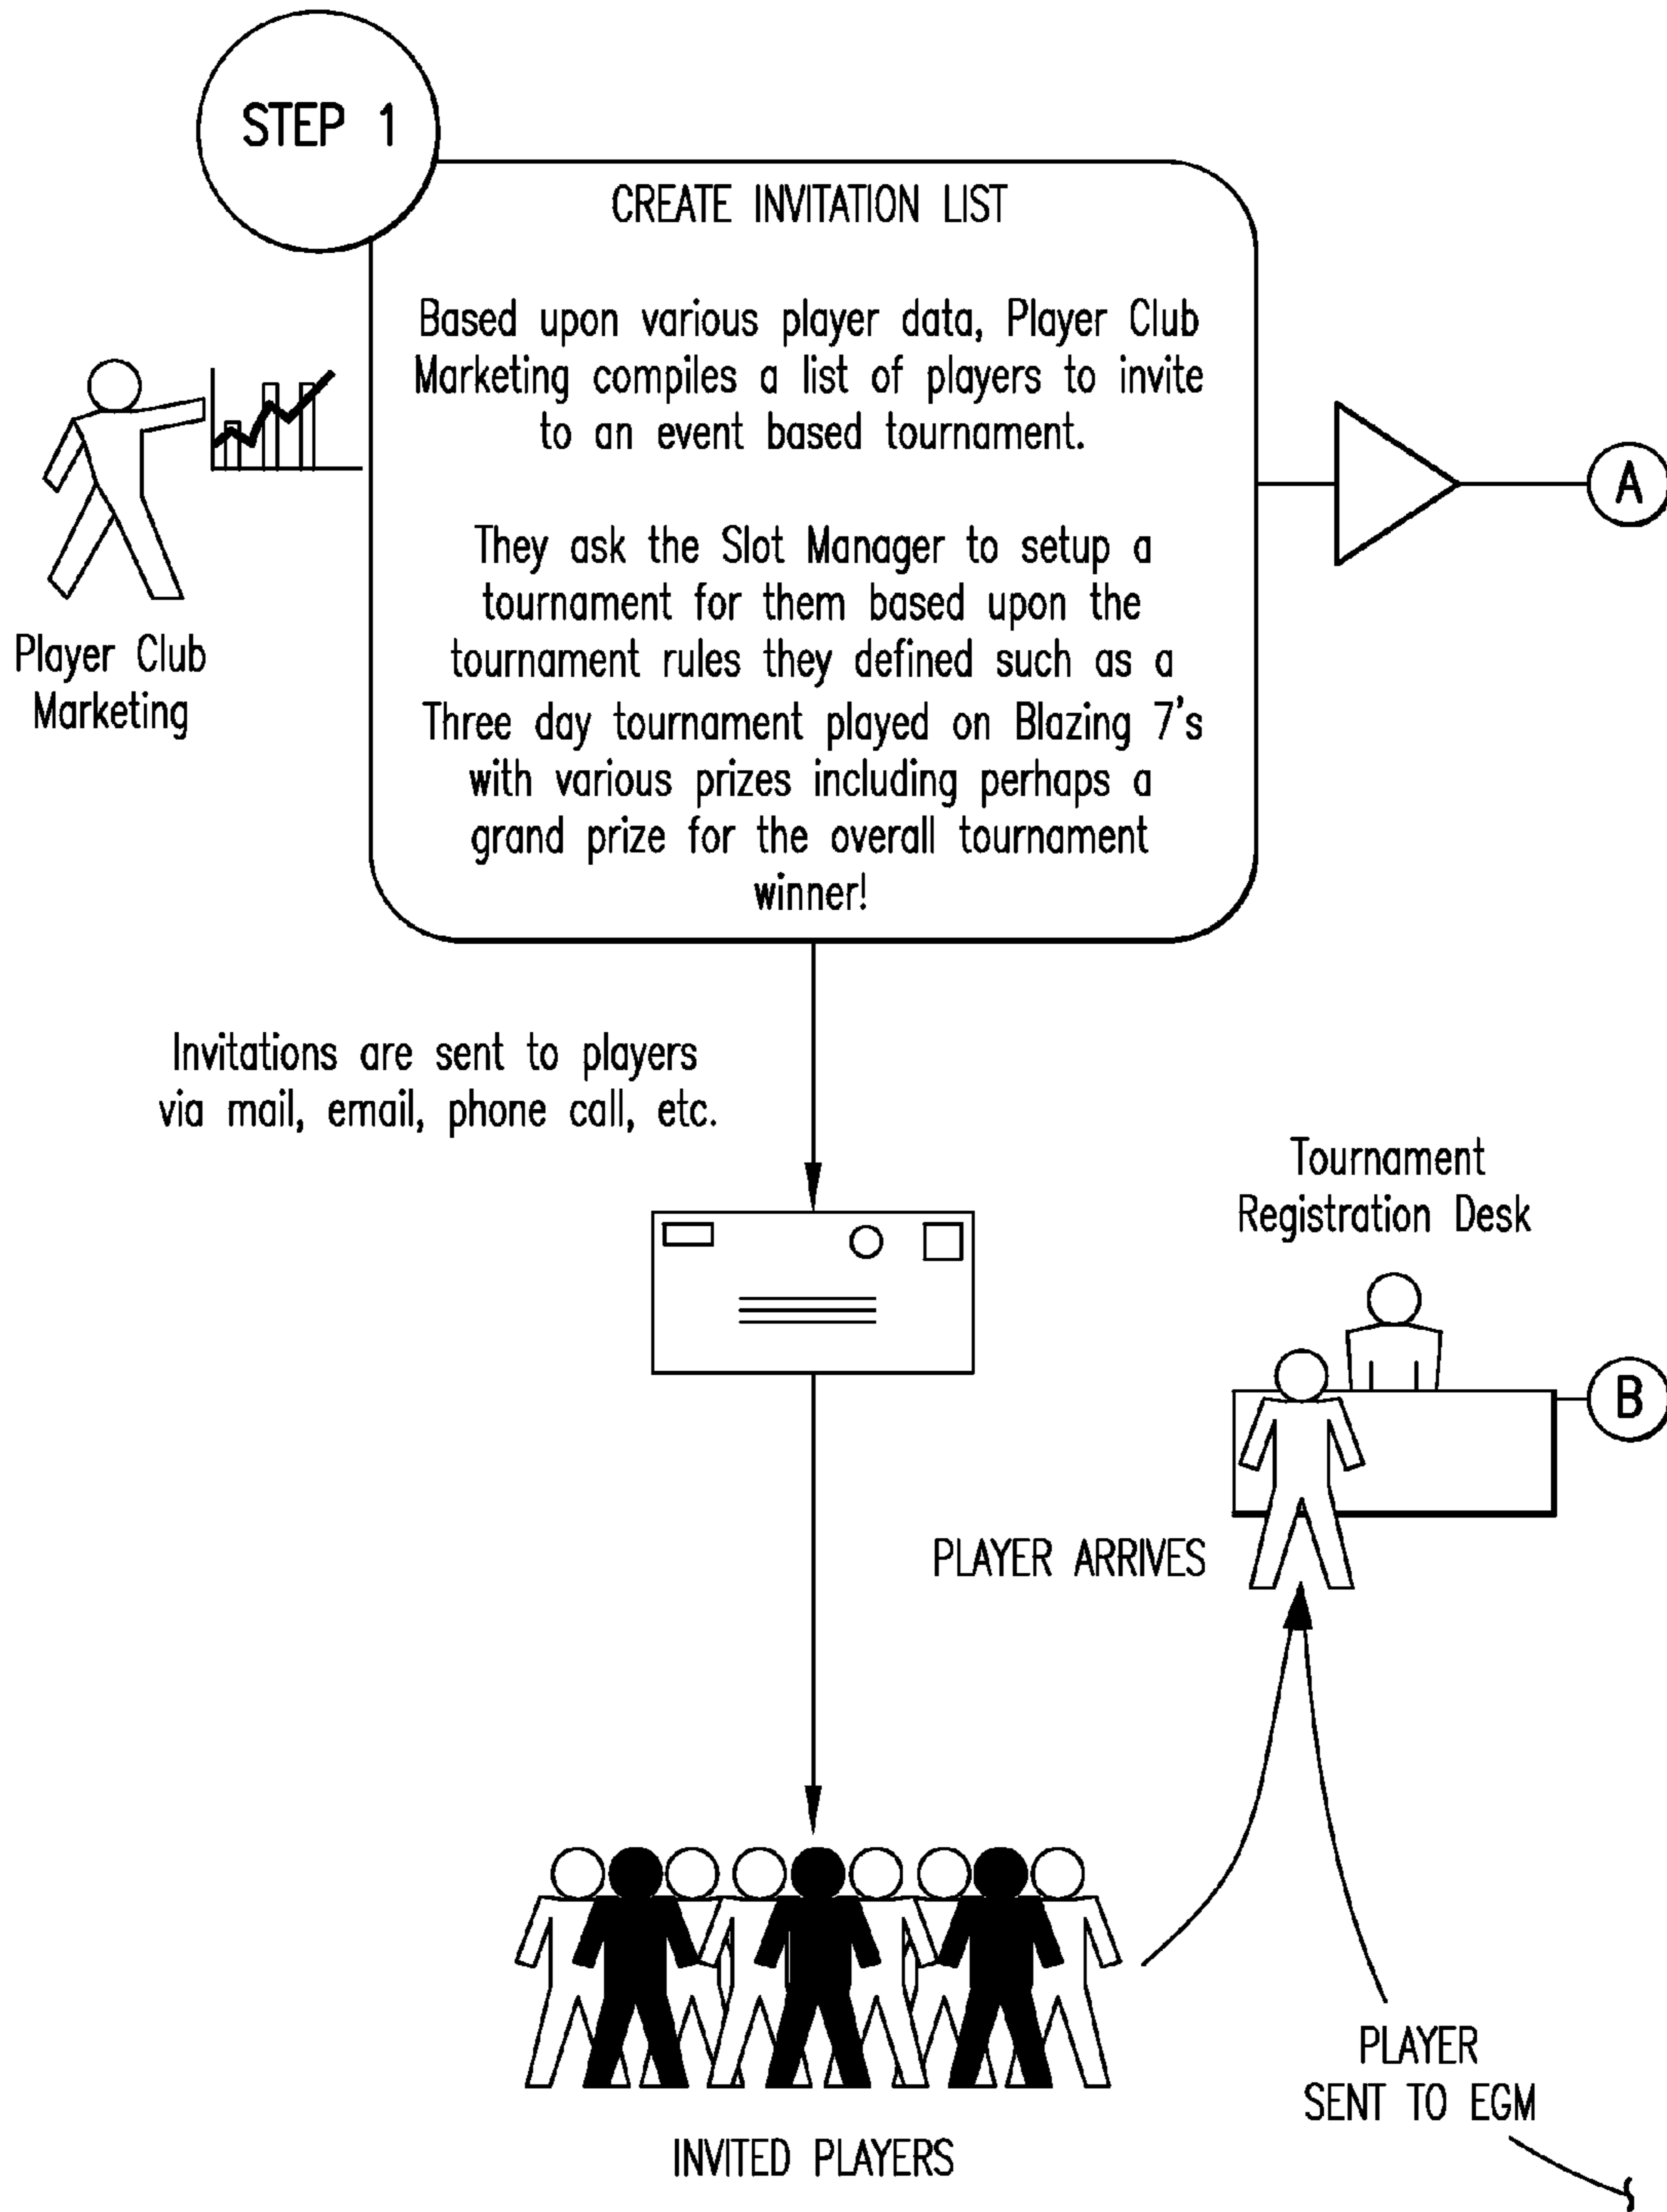 STEP 1
CREATE INVITATION LIST
Based upon various player data, Player Club
Marketing compiles a list of players to invite
to an event based tournament.
They ask the Slot Manager to setup a
tournament for them based upon the
tournament rules they defined such as a
Three day tournament played on Blazing 7's
with various prizes including perhaps a
grand prize for the overall tournament
winner!
Player Club
Marketing
A
Invitations are sent to players
via mail, email, phone call, etc.
Tournament
Registration Desk
B
PLAYER ARRIVES
PLAYER
SENT TO EGM
INVITED PLAYERS